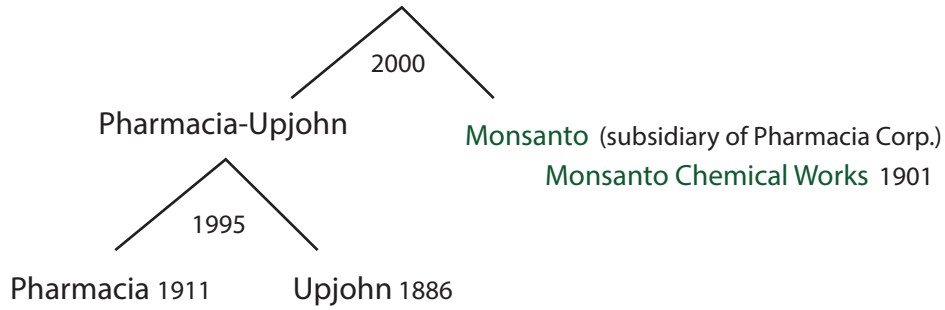 2000
Pharmacia-Upjohn
Monsanto (subsidiary of Pharmacia Corp.)
Monsanto Chemical Works 1901
1995
Pharmacia 1911
Upjohn 1886